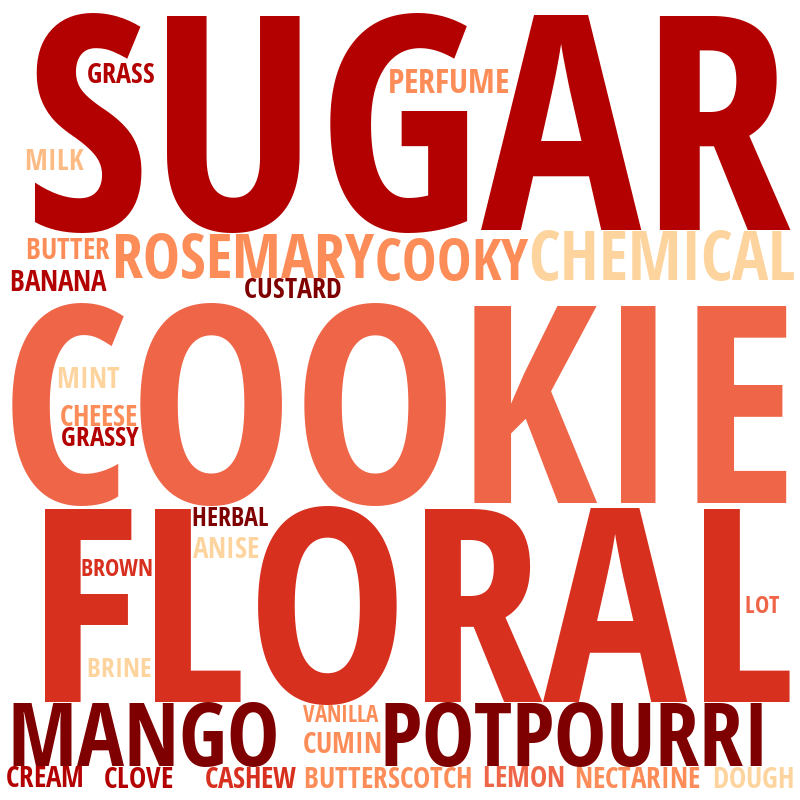 SUGAR
GRASS
PERFUME
MILK
BUTTER
ROSEMARY
COOKY
CHEMICAL
BANANA
CUSTARD
COOKIE
MINT
CHEESE
GRASSY
FLORAL
HERBAL
ANISE
BROWN
LOT
BRINE
MANGO
VANILLA
CUMIN
POTPOURRI
CREAM
CLOVE
CASHEW
BUTTERSCOTCH
LEMON
NECTARINE
DOUGH